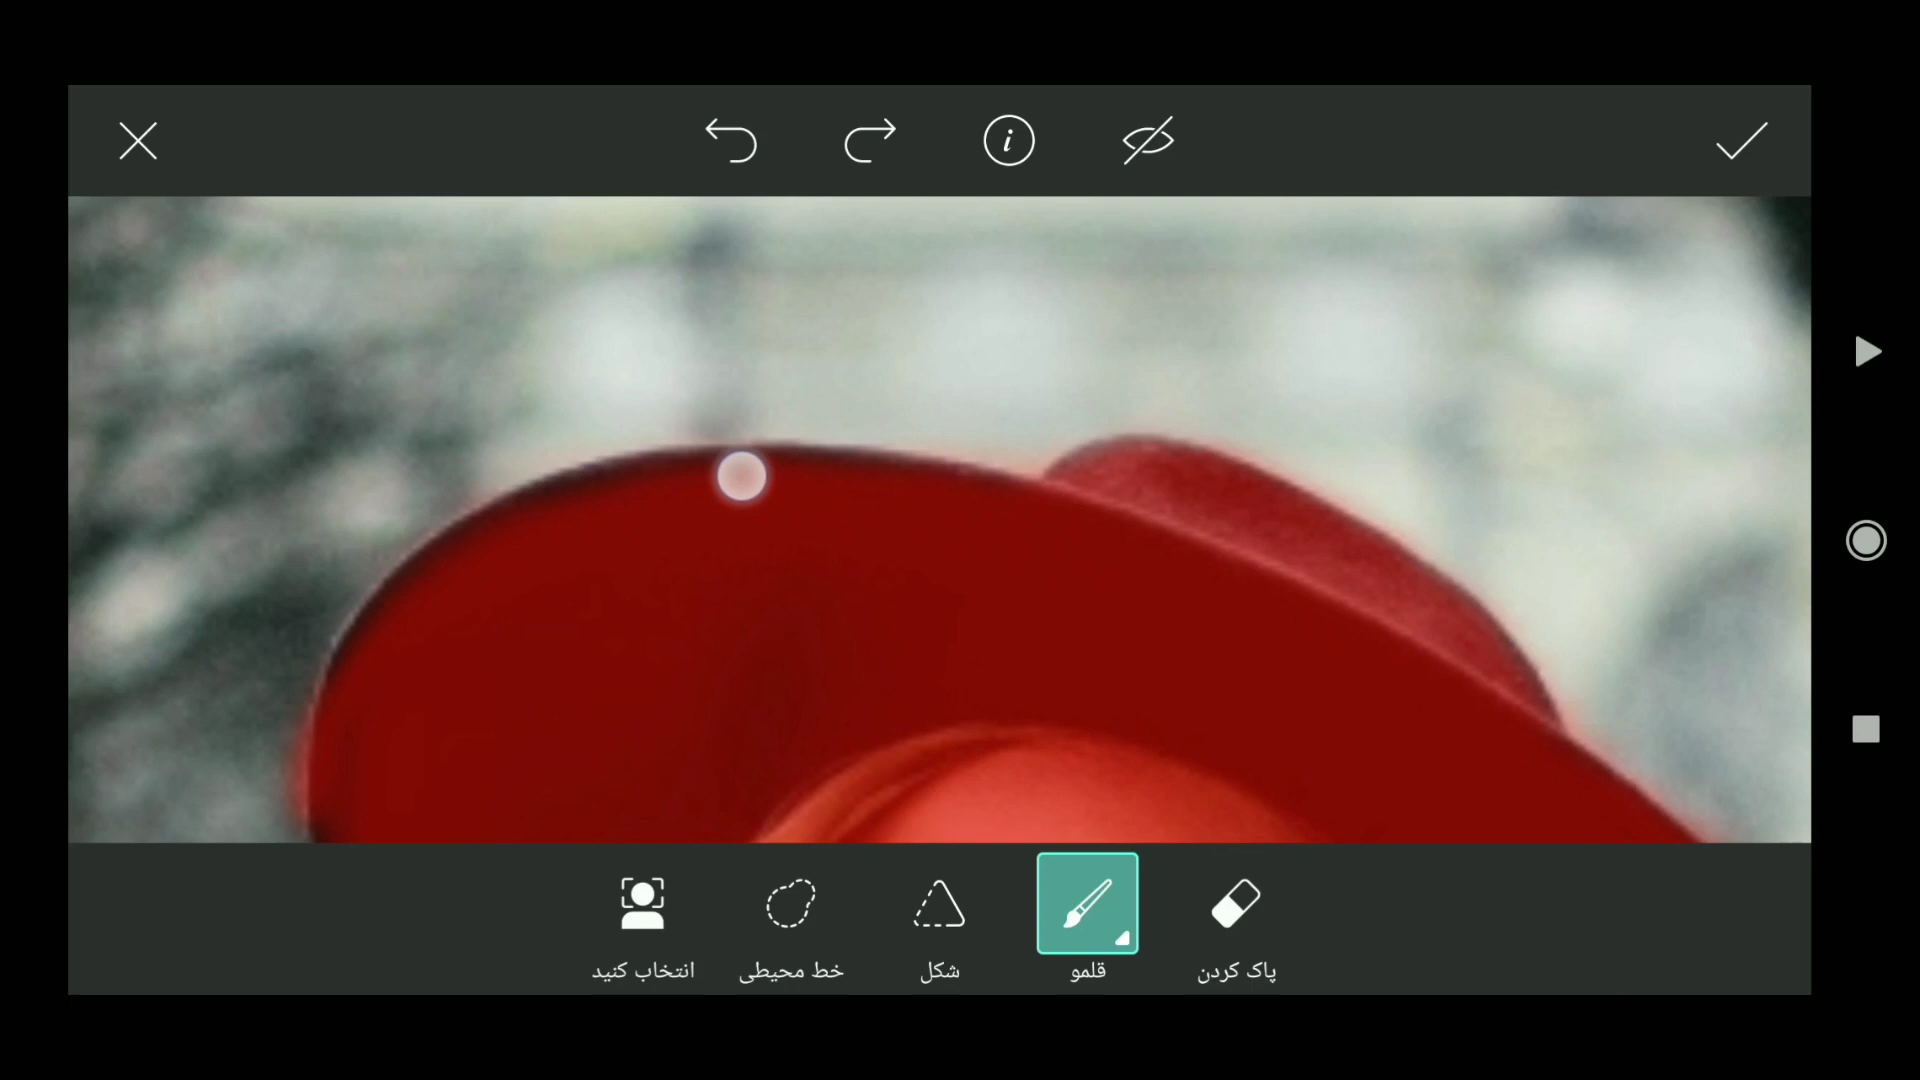 i
انتخاب کنید
خط محیطی
شکل
قلمو
پاک کردن